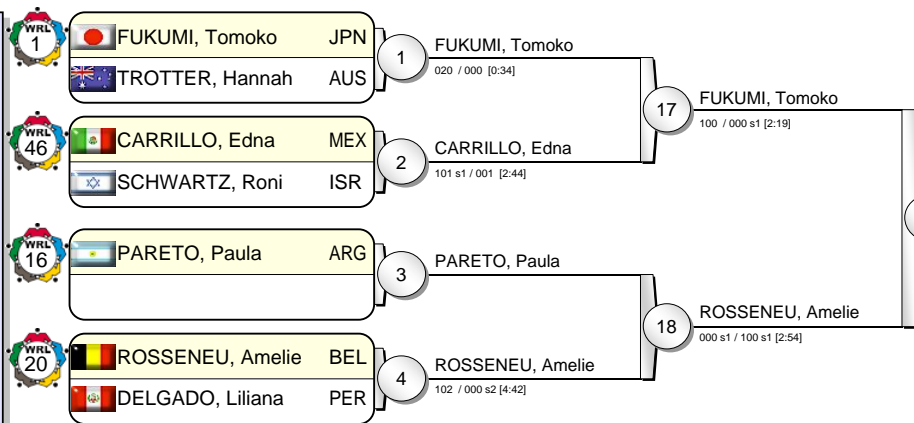 WRL
1
FUKUMI, Tomoko JPN
TROTTER, Hannah AUS
1
FUKUMI, Tomoko
020 / 000 [0:34]
WRL
46
CARRILLO, Edna MEX
SCHWARTZ, Roni ISR
2
CARRILLO, Edna
101 s1 / 001 [2:44]
17
FUKUMI, Tomoko
100 / 000 s1 [2:19]
WRL
16
PARETO, Paula ARG
3
PARETO, Paula
WRL
20
ROSSENEU, Amelie BEL
DELGADO, Liliana PER
4
ROSSENEU, Amelie
102 / 000 s2 [4:42]
18
ROSSENEU, Amelie
000 s1 / 100 s1 [2:54]